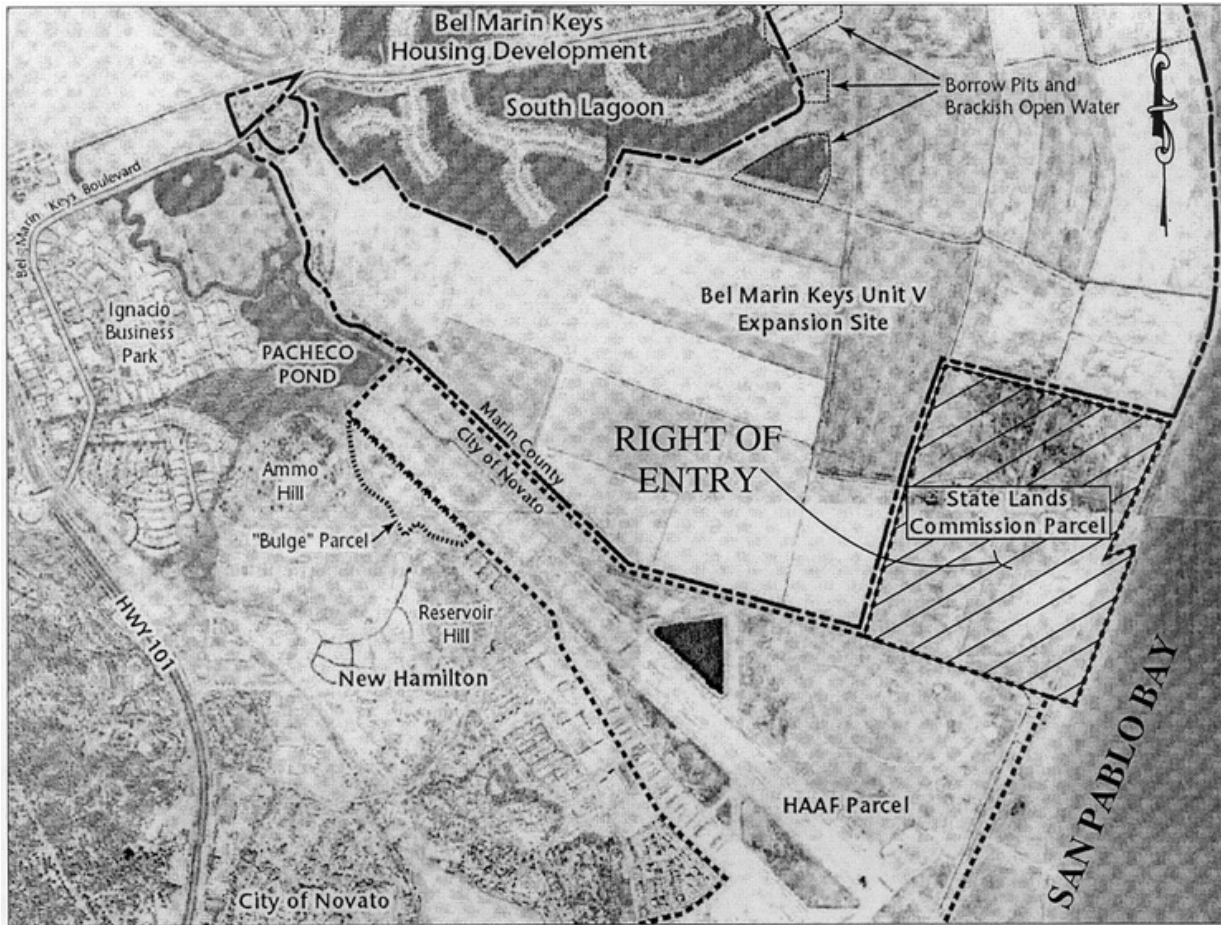 Bel Marin Keys
Housing Development
South Lagoon
Borrow Pits and
Brackish Open Water
Bel Marin Keys Boulevard
Ignacio
Business
Park
PACHECO
POND
Bel Marin Keys Unit V
Expansion Site
Marin County
City of Novato
RIGHT OF
ENTRY
State Lands
Commission Parcel
Ammo
Hill
"Bulge" Parcel
Reservoir
Hill
New Hamilton
HWY 101
HAAF Parcel
SAN PABLO BAY
City of Novato